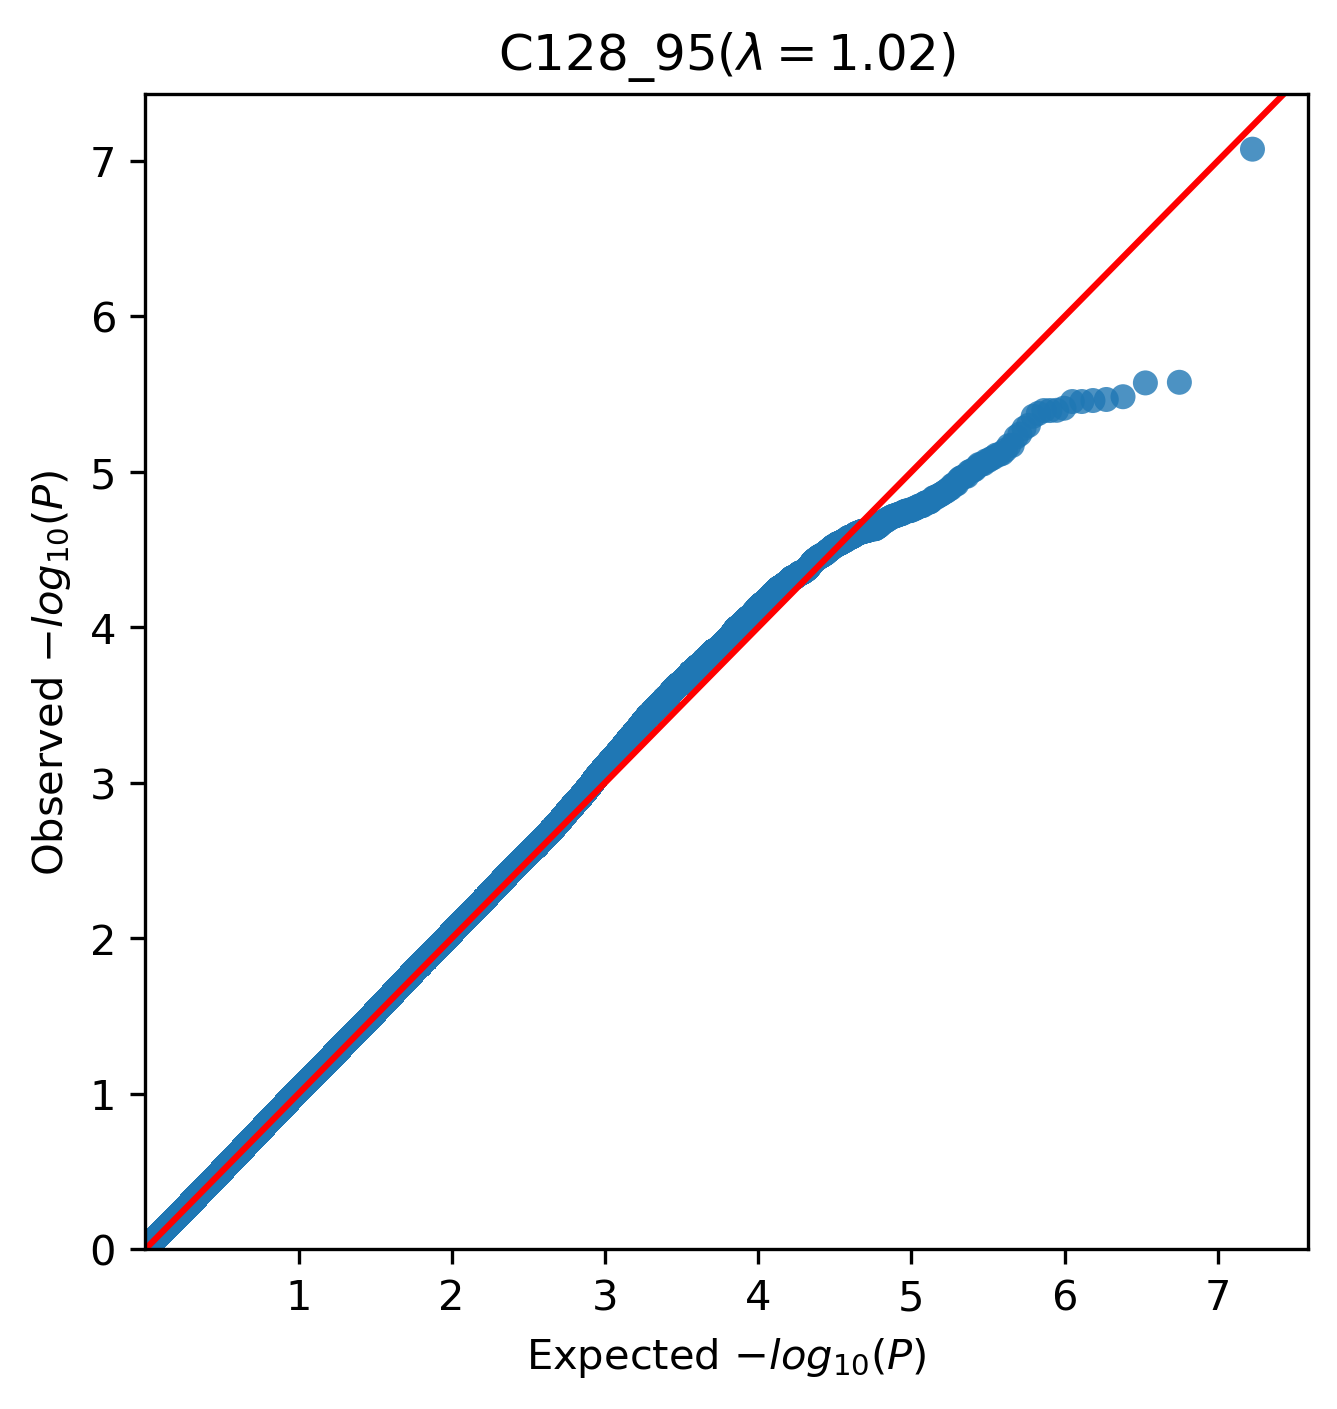 C128_95(λ = 1.02)
Observed −log₁₀(P)
7
6
5
4
3
2
1
0
1 2 3 4 5 6 7
Expected −log₁₀(P)